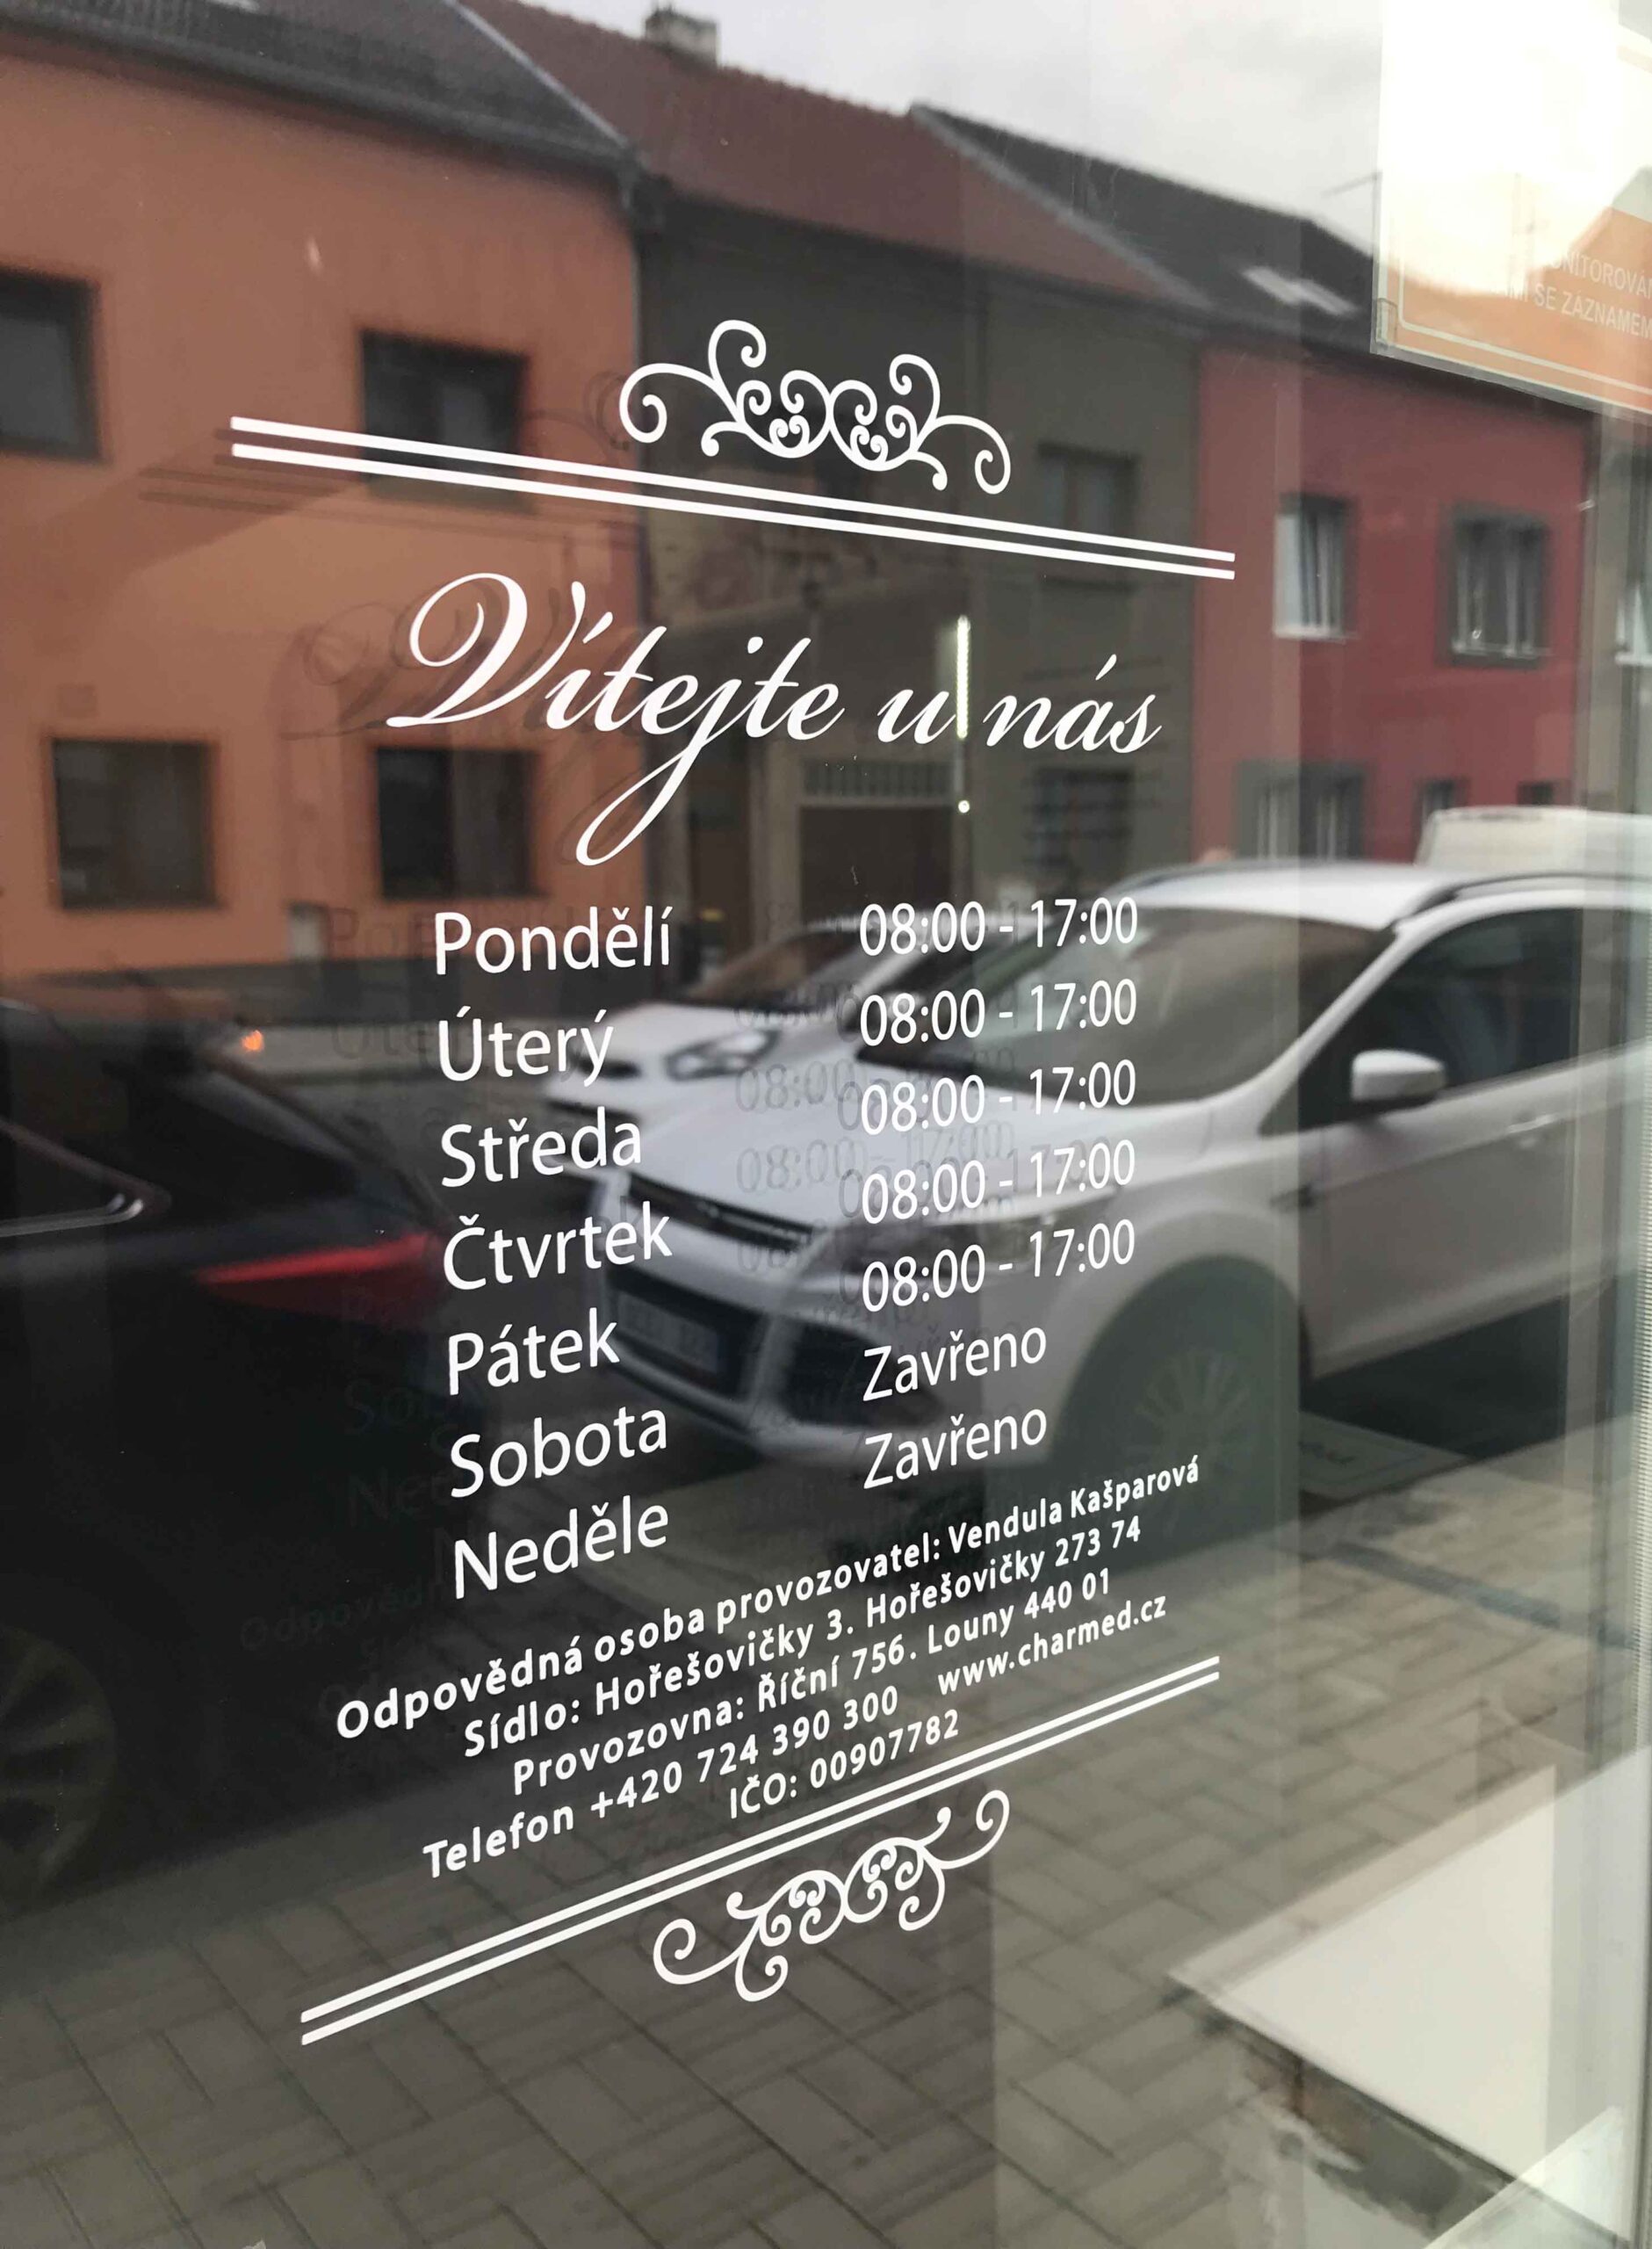 NITOROVÁ
SE ZÁZNAMEM
Vítejte u nás
Pondělí 08:00 - 17:00
Úterý 08:00 - 17:00
Středa 08:00 - 17:00
Čtvrtek 08:00 - 17:00
Pátek 08:00 - 17:00
Sobota Zavřeno
Neděle Zavřeno
Odpovědná osoba provozovatel: Vendula Kašparová
Sídlo: Hořešovičky 3. Hořešovičky 273 74
Provozovna: Říční 756. Louny 440 01
Telefon +420 724 390 300 www.charmed.cz
IČO: 00907782